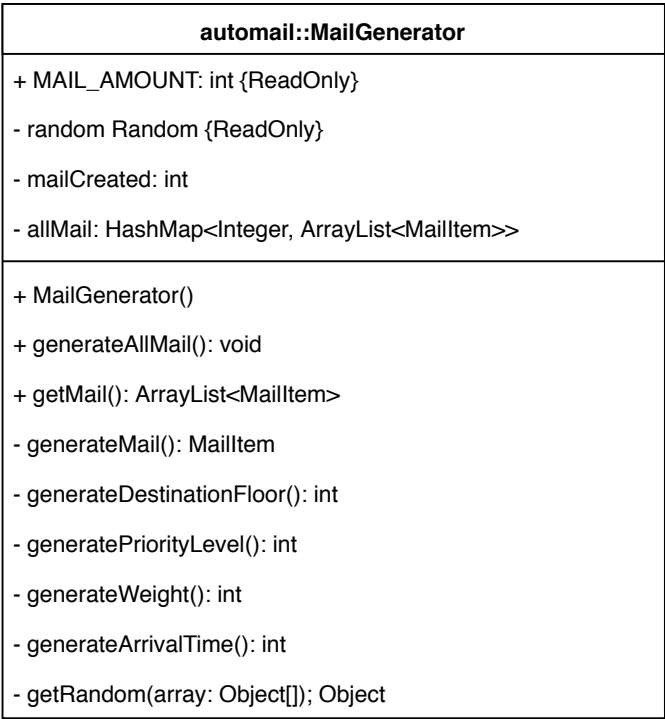 automail::MailGenerator
+ MAIL_AMOUNT: int {ReadOnly}
- random Random {ReadOnly}
- mailCreated: int
- allMail: HashMap<Integer, ArrayList<MailItem>>
+ MailGenerator()
+ generateAllMail(): void
+ getMail(): ArrayList<MailItem>
- generateMail(): MailItem
- generateDestinationFloor(): int
- generatePriorityLevel(): int
- generateWeight(): int
- generateArrivalTime(): int
- getRandom(array: Object[]); Object